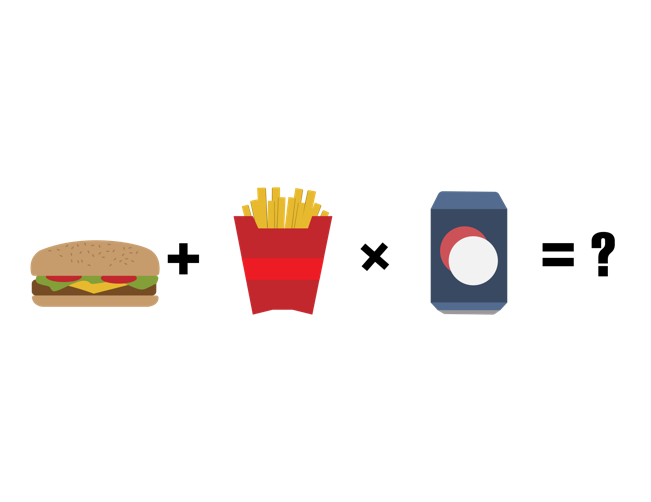 + × = ?